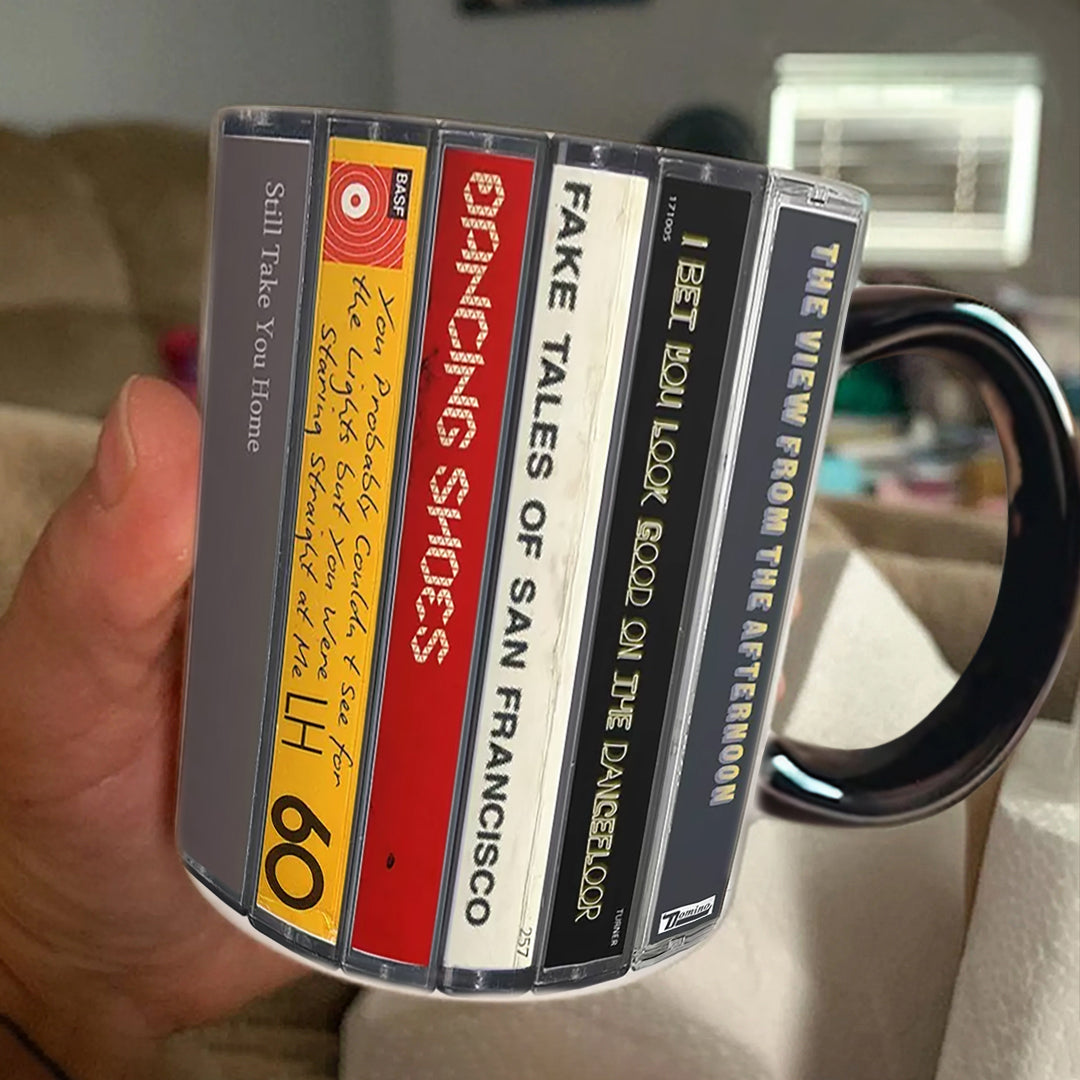 Still Take You Home
BASF
You Probably Couldn t See for
the Lights but You Were
Staring Straight at Me
LH
60
DANCING SHOES
FAKE TALES OF SAN FRANCISCO
257
171005
I BET YOU LOOK GOOD ON THE DANCEFLOOR
TURNER
THE VIEW FROM THE AFTERNOON
Domino